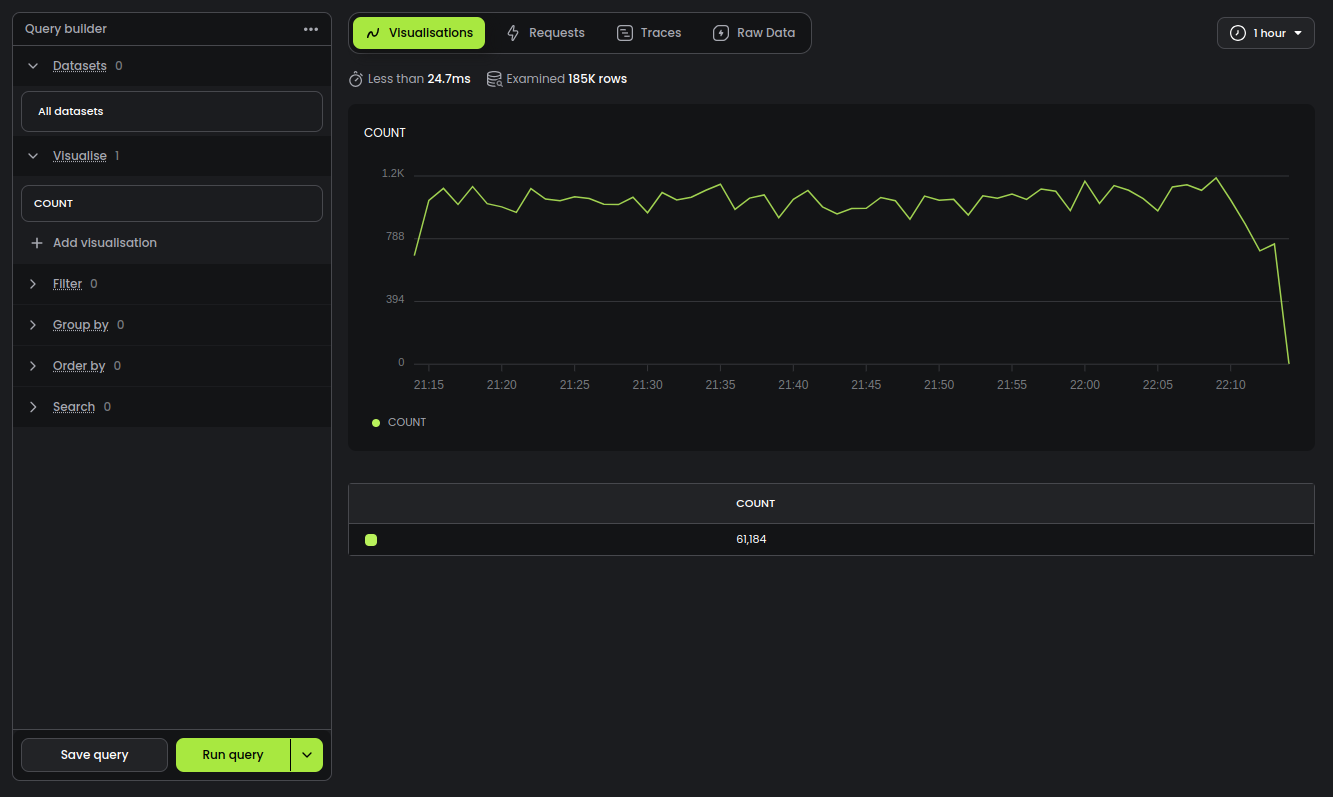 Query builder
Datasets 0
All datasets
Visualise 1
COUNT
Add visualisation
Filter 0
Group by 0
Order by 0
Search 0
Save query
Run query
Visualisations
Requests
Traces
Raw Data
1 hour
Less than 24.7ms
Examined 185K rows
COUNT
1.2K
788
394
0
21:15 21:20 21:25 21:30 21:35 21:40 21:45 21:50 21:55 22:00 22:05 22:10
COUNT
COUNT
61,184